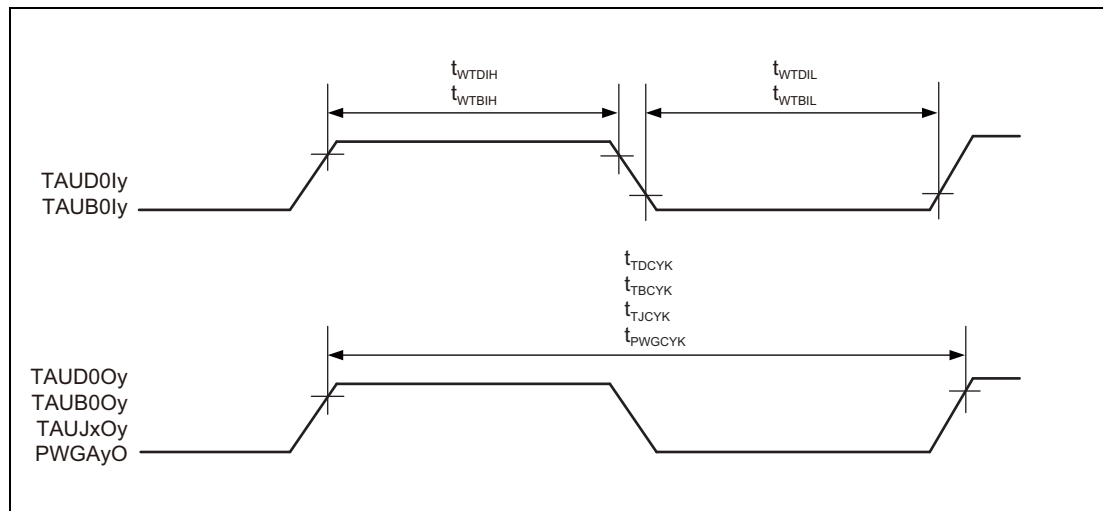 tWTDIH
tWTBIH
tWTDIL
tWTBIL
TAUD0Iy
TAUB0Iy
tTDCYK
tTBCYK
tTJCYK
tPWGCYK
TAUD0Oy
TAUB0Oy
TAUJxOy
PWGAyO